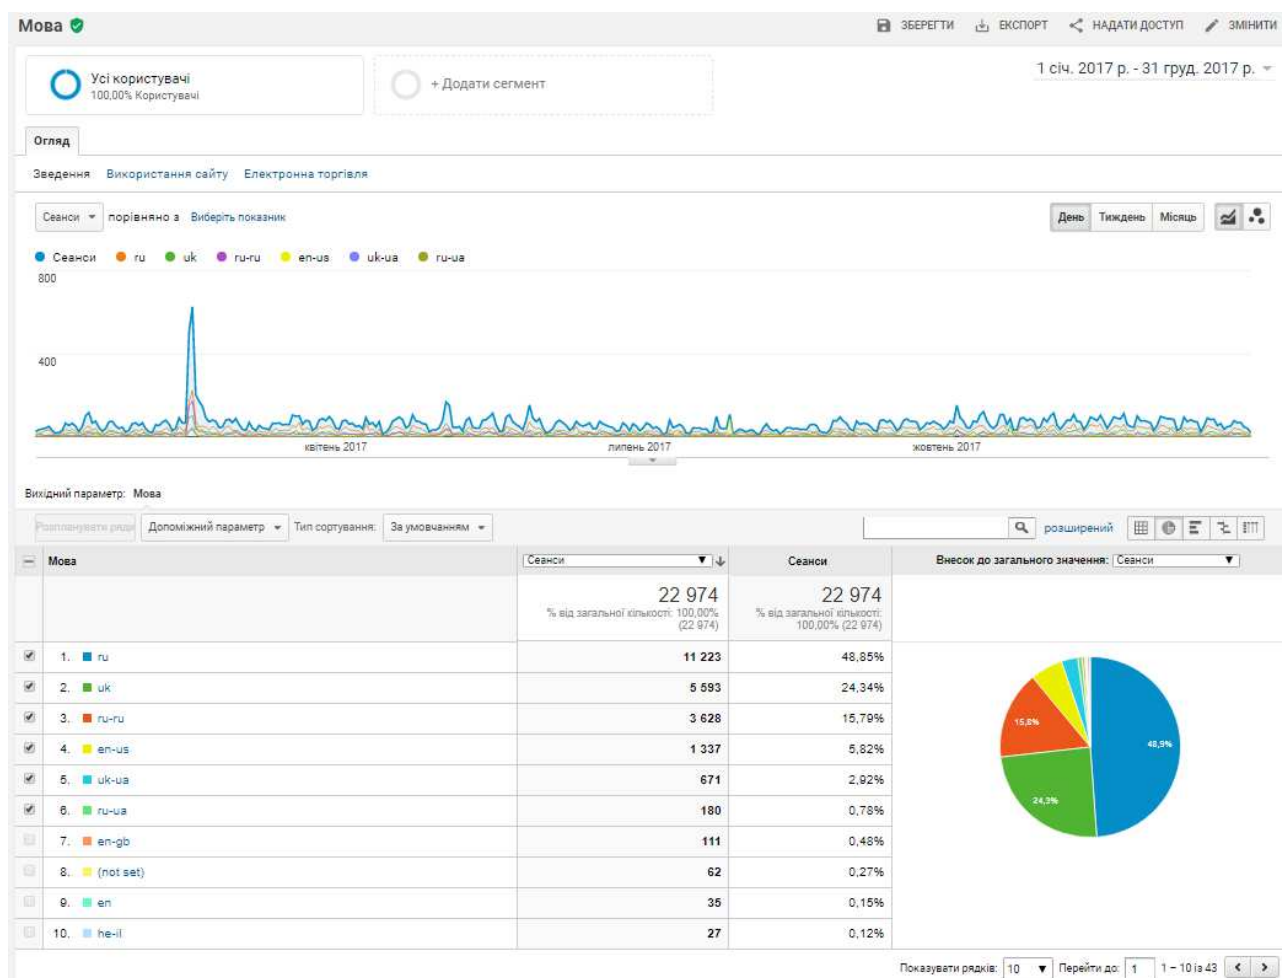 Мова
ЗБЕРЕГТИ ЕКСПОРТ НАДАТИ ДОСТУП ЗМІНИТИ
Усі користувачі
100,00% Користувачі
+ Додати сегмент
1 січ. 2017 р. - 31 груд. 2017 р.
Огляд
Зведення Використання сайту Електронна торгівля
Сеанси порівняно з Виберіть показник
День Тиждень Місяць
Сеанси ru uk ru-ru en-us uk-ua ru-ua
800
400
квітень 2017 липень 2017 жовтень 2017
Вихідний параметр: Мова
Розпланувати ряди Допоміжний параметр Тип сортування: За умовчанням розширений
Мова Сеанси Сеанси Внесок до загального значення: Сеанси
22 974 22 974
% від загальної кількості: 100,00% % від загальної кількості:
(22 974) 100,00% (22 974)
1. ru 11 223 48,85%
2. uk 5 593 24,34%
3. ru-ru 3 628 15,79%
4. en-us 1 337 5,82%
5. uk-ua 671 2,92%
6. ru-ua 180 0,78%
7. en-gb 111 0,48%
8. (not set) 62 0,27%
9. en 35 0,15%
10. he-il 27 0,12%
15,8%
48,9%
24,3%
Показувати рядків: 10 Перейти до: 1 1 – 10 із 43